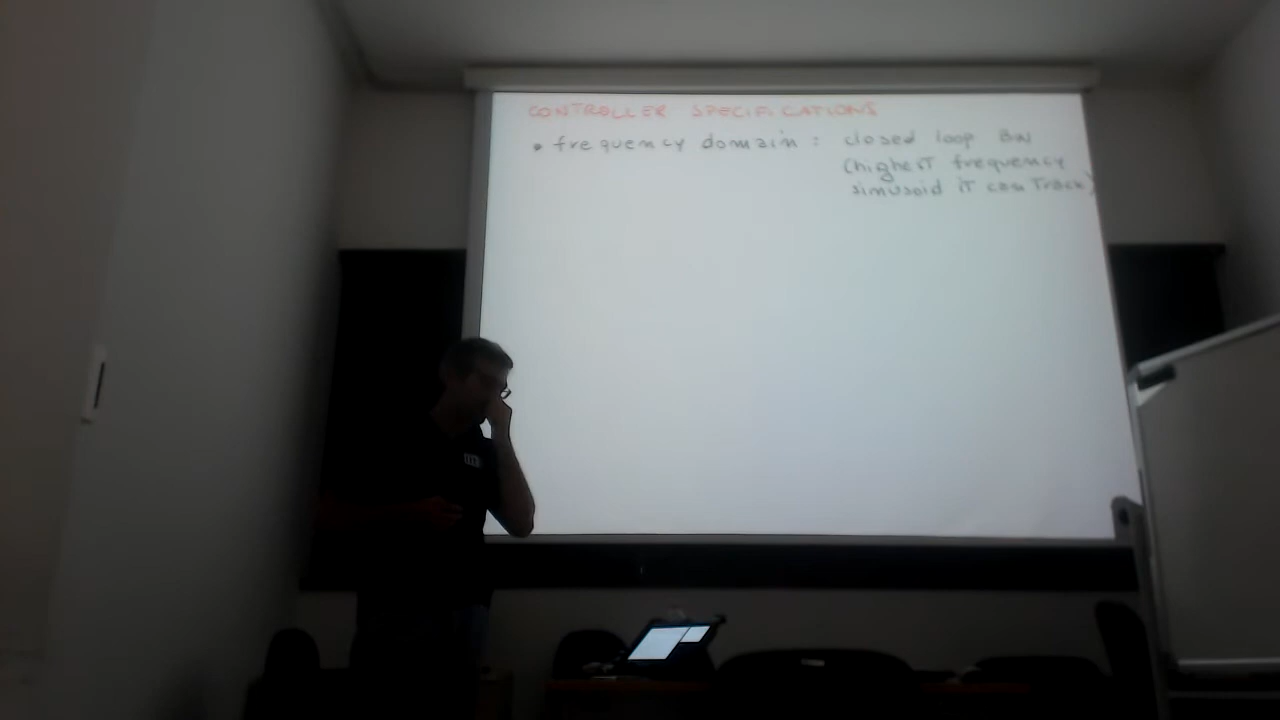 CONTROLLER SPECIFICATIONS
• frequency domain : closed loop BW
(highest frequency
sinusoid it can track)